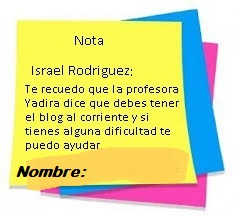 Nota
Israel Rodriguez;
Te recuedo que la profesora
Yadira dice que debes tener
el blog al corriente y si
tienes alguna dificultad te
puedo ayudar
Nombre: